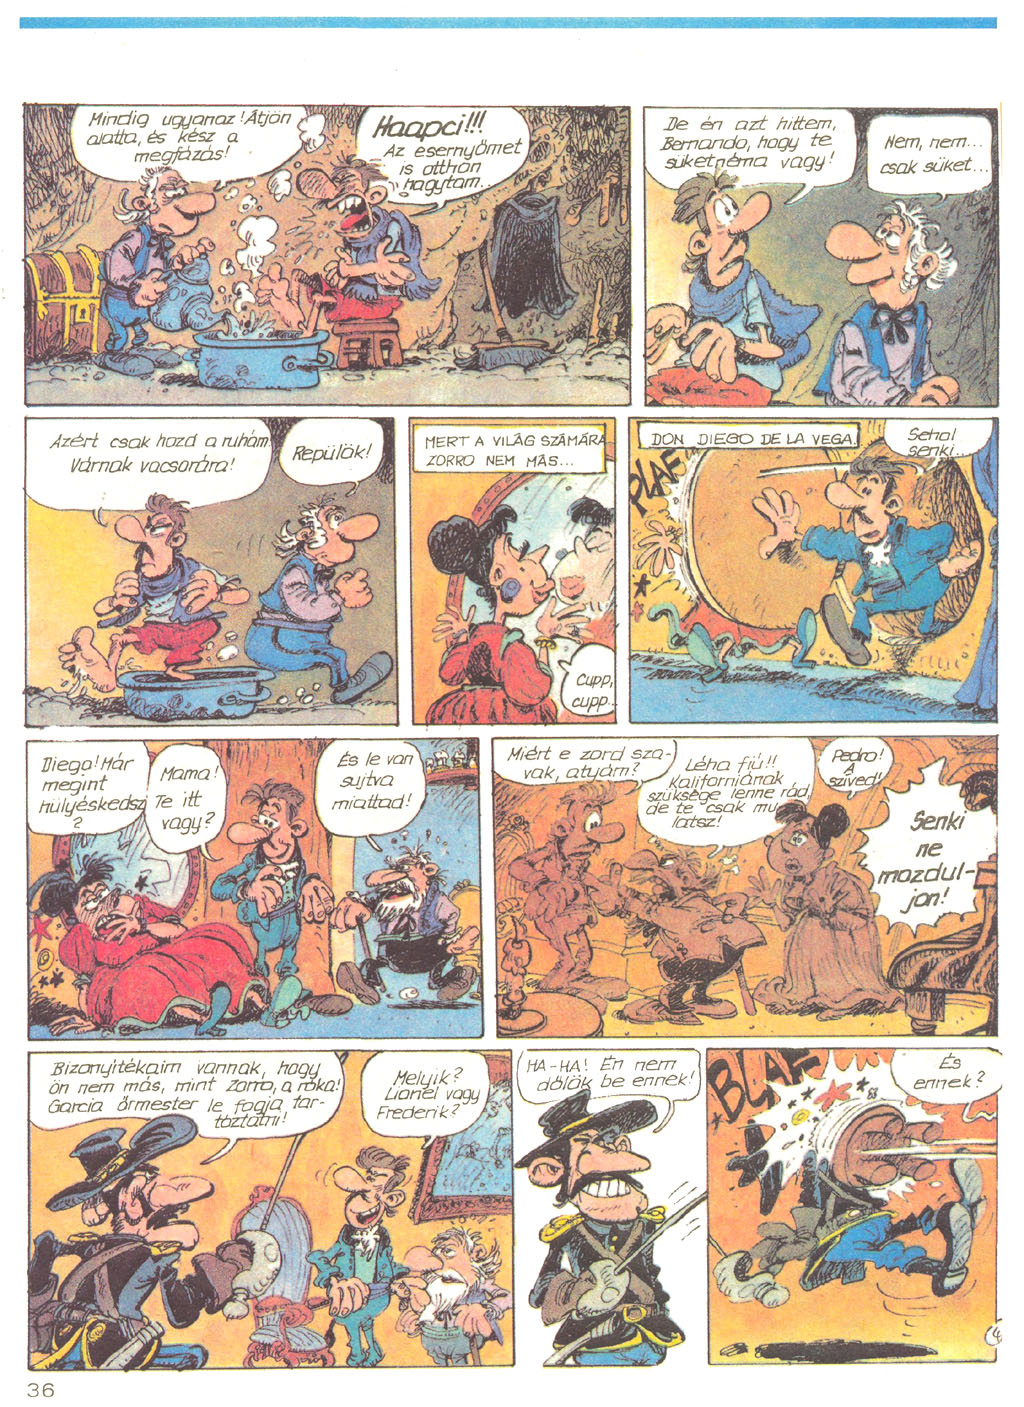 Mindig ugyanaz! Átjön
alatta, és kész a
megfázás!
Haapci!!!
Az esernyőmet
is otthon
hagytam..
De én azt hittem,
Bernando, hogy te
süketnéma vagy!
Nem, nem...
csak süket...
Azért csak hozd a ruhám.
Várnak vacsorára!
Repülök!
MERT A VILÁG SZÁMÁRA
ZORRO NEM MÁS...
Cupp,
cupp..
DON DIEGO DE LA VEGA.
PLAF
Sehol
senki..
Diego! Már
megint
hülyéskedsz
?
Mama!
Te itt
vagy?
És le van
sujtva
miattad!
Miért e zord sza-
vak, atyám?
Léha fiú!!
Kaliforniának
szüksége lenne rád,
de te csak mu-
latsz!
Pedro!
A
szived!
Senki
ne
mozdul-
jon!
Bizonyitékaim vannak, hogy
ön nem más, mint zorro, a róka!
Garcia őrmester le fogja tar-
tóztatni!
Melyik?
Lionel vagy
Frederik?
HA-HA! Én nem
dőlök be ennek!
BLAF
És
ennek?
4
36